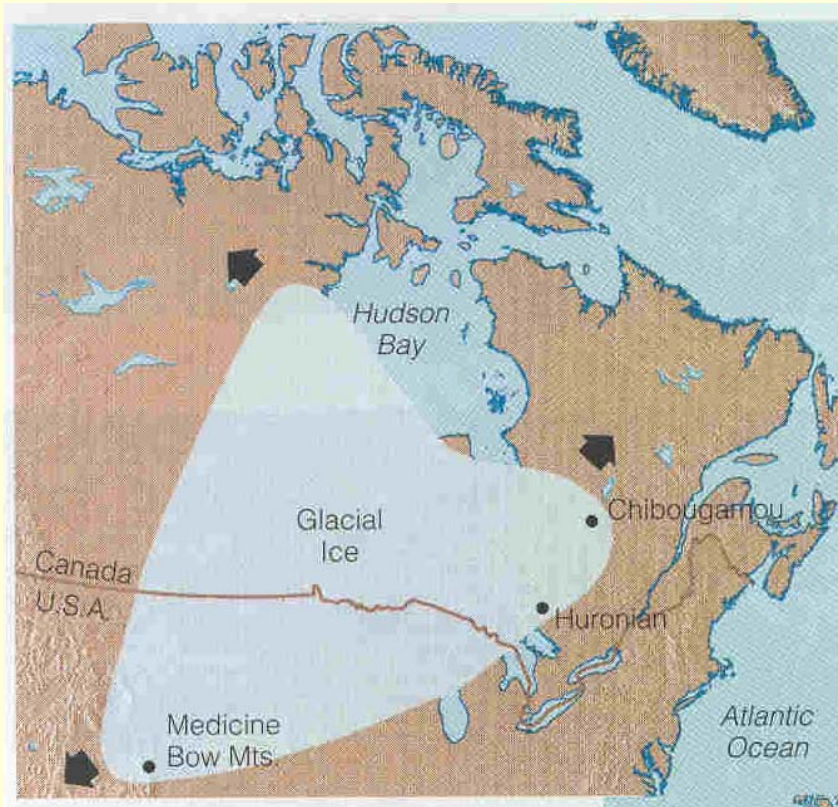 Hudson
Bay
Glacial
Ice
Chibougamou
Canada
U.S.A.
Huronian
Medicine
Bow Mts.
Atlantic
Ocean